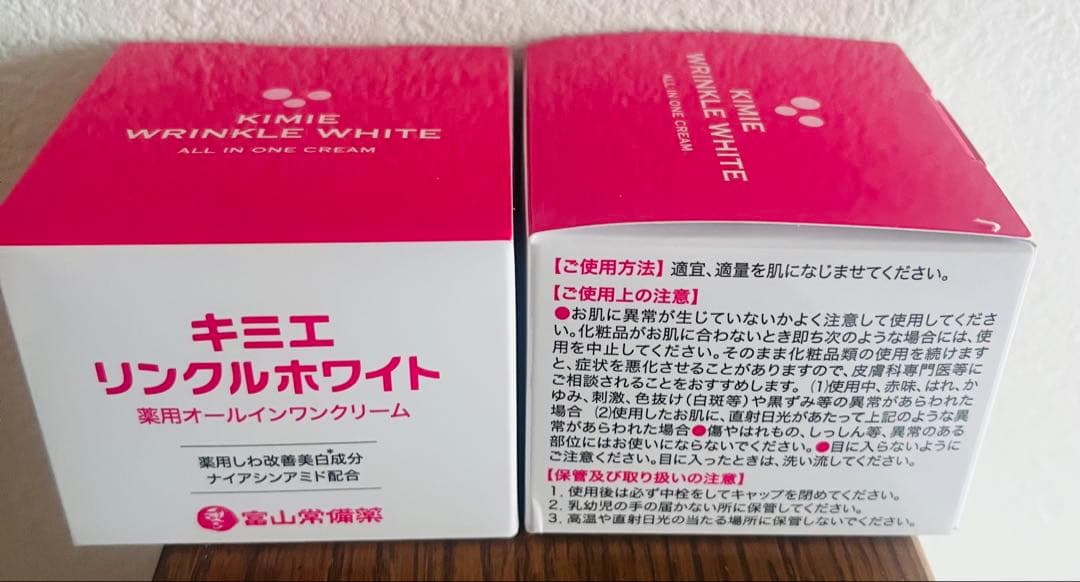 KIMIE
WRINKLE WHITE
ALL IN ONE CREAM
キミエ
リンクルホワイト
薬用オールインワンクリーム
薬用しわ改善美白*成分
ナイアシンアミド配合
富山常備薬
KIMIE
WRINKLE WHITE
ALL IN ONE CREAM
【ご使用方法】適宜、適量を肌になじませてください。
【ご使用上の注意】
●お肌に異常が生じていないかよく注意して使用してくださ
い。化粧品がお肌に合わないとき即ち次のような場合には、使
用を中止してください。そのまま化粧品類の使用を続けます
と、症状を悪化させることがありますので、皮膚科専門医等に
ご相談されることをおすすめします。(1)使用中、赤味、はれ、か
ゆみ、刺激、色抜け(白斑等)や黒ずみ等の異常があらわれた
場合 (2)使用したお肌に、直射日光があたって上記のような異
常があらわれた場合●傷やはれもの、しっしん等、異常のある
部位にはお使いにならないでください。●目に入らないように
ご注意ください。目に入ったときは、洗い流してください。
【保管及び取り扱いの注意】
1. 使用後は必ず中栓をしてキャップを閉めてください。
2. 乳幼児の手の届かない所に保管してください。
3. 高温や直射日光の当たる場所に保管しないでください。